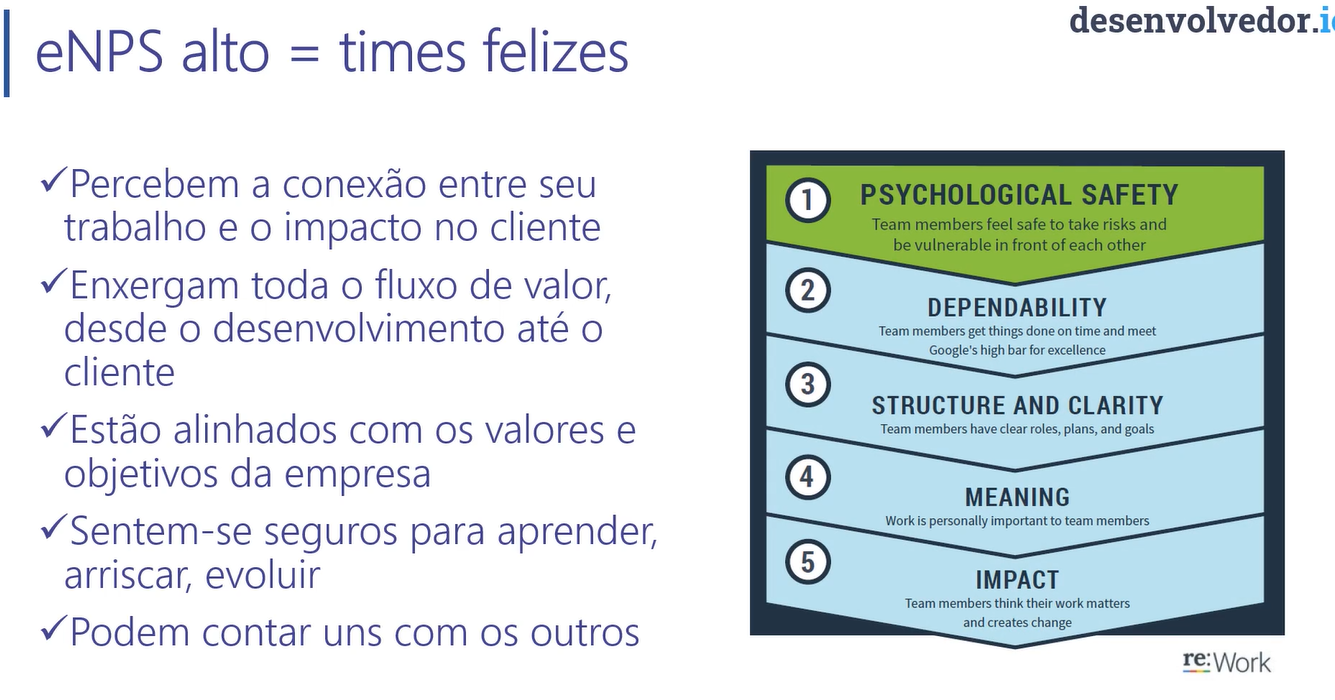 desenvolvedor.io
eNPS alto = times felizes
✓Percebem a conexão entre seu
trabalho e o impacto no cliente
✓Enxergam toda o fluxo de valor,
desde o desenvolvimento até o
cliente
✓Estão alinhados com os valores e
objetivos da empresa
✓Sentem-se seguros para aprender,
arriscar, evoluir
✓Podem contar uns com os outros
1
PSYCHOLOGICAL SAFETY
Team members feel safe to take risks and
be vulnerable in front of each other
2
DEPENDABILITY
Team members get things done on time and meet
Google's high bar for excellence
3
STRUCTURE AND CLARITY
Team members have clear roles, plans, and goals
4
MEANING
Work is personally important to team members
5
IMPACT
Team members think their work matters
and creates change
re:Work